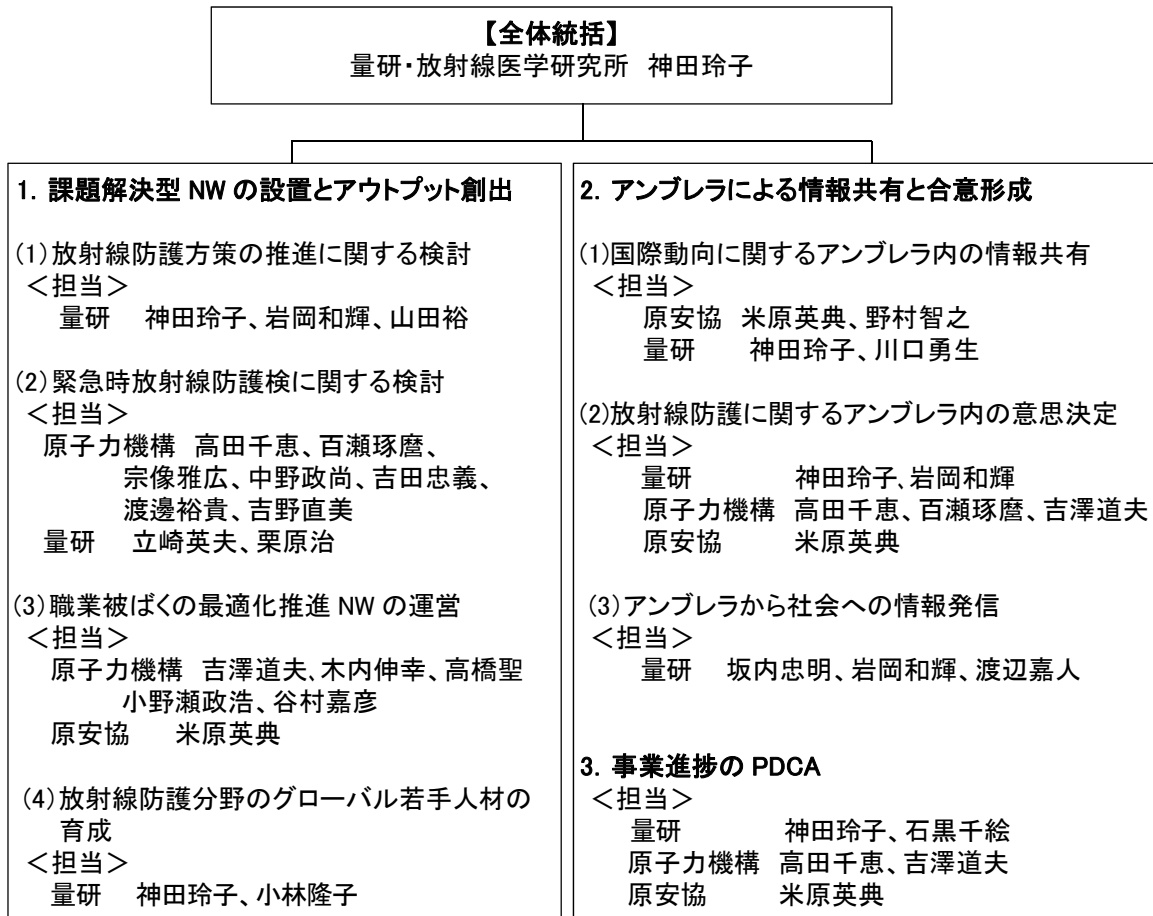 【全体統括】
量研・放射線医学研究所 神田玲子
1．課題解決型 NW の設置とアウトプット創出
(1)放射線防護方策の推進に関する検討
＜担当＞
量研 神田玲子、岩岡和輝、山田裕
(2)緊急時放射線防護検に関する検討
＜担当＞
原子力機構 高田千恵、百瀬琢麿、
宗像雅広、中野政尚、吉田忠義、
渡邊裕貴、吉野直美
量研 立崎英夫、栗原治
(3)職業被ばくの最適化推進 NW の運営
＜担当＞
原子力機構 吉澤道夫、木内伸幸、高橋聖
小野瀬政浩、谷村嘉彦
原安協 米原英典
(4)放射線防護分野のグローバル若手人材の
育成
＜担当＞
量研 神田玲子、小林隆子
2．アンブレラによる情報共有と合意形成
(1)国際動向に関するアンブレラ内の情報共有
＜担当＞
原安協 米原英典、野村智之
量研 神田玲子、川口勇生
(2)放射線防護に関するアンブレラ内の意思決定
＜担当＞
量研 神田玲子、岩岡和輝
原子力機構 高田千恵、百瀬琢麿、吉澤道夫
原安協 米原英典
(3)アンブレラから社会への情報発信
＜担当＞
量研 坂内忠明、岩岡和輝、渡辺嘉人
3．事業進捗の PDCA
＜担当＞
量研 神田玲子、石黒千絵
原子力機構 高田千恵、吉澤道夫
原安協 米原英典